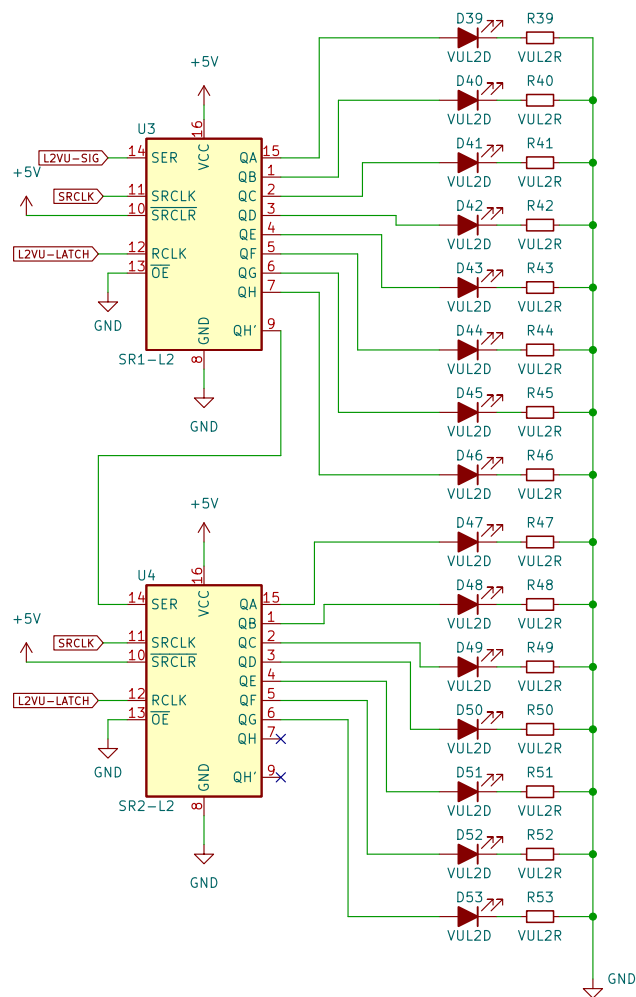 D39 R39
VUL2D VUL2R
+5V
D40 R40
VUL2D VUL2R
U3
16
VCC
L2VU-SIG 14 SER QA 15
D41 R41
VUL2D VUL2R
+5V
QB 1
SRCLK 11 SRCLK QC 2
10 SRCLR QD 3
D42 R42
VUL2D VUL2R
QE 4
L2VU-LATCH 12 RCLK QF 5
13 OE QG 6
D43 R43
VUL2D VUL2R
QH 7
GND
GND QH' 9
D44 R44
VUL2D VUL2R
SR1-L2 8
D45 R45
VUL2D VUL2R
GND
D46 R46
VUL2D VUL2R
+5V
D47 R47
VUL2D VUL2R
U4
16
VCC
14 SER QA 15
D48 R48
VUL2D VUL2R
+5V
QB 1
SRCLK 11 SRCLK QC 2
10 SRCLR QD 3
D49 R49
VUL2D VUL2R
QE 4
L2VU-LATCH 12 RCLK QF 5
13 OE QG 6
D50 R50
VUL2D VUL2R
QH 7
GND
GND QH' 9
D51 R51
VUL2D VUL2R
SR2-L2 8
D52 R52
VUL2D VUL2R
GND
D53 R53
VUL2D VUL2R
GND